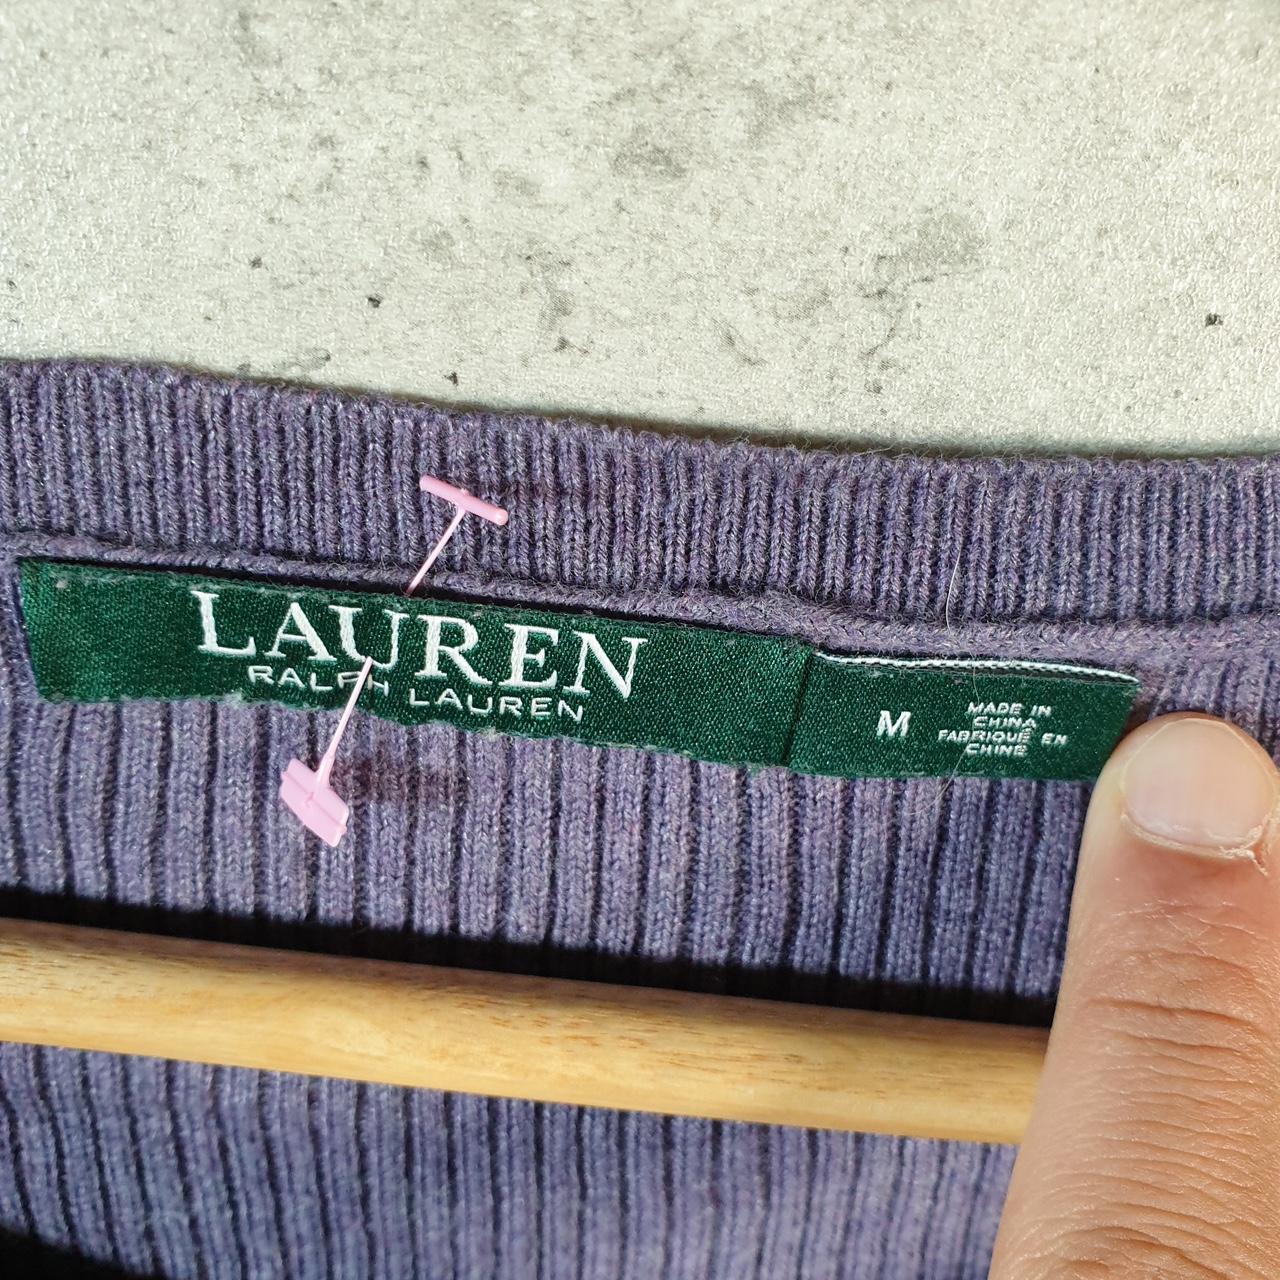 LAUREN
RALPH LAUREN
M
MADE IN
CHINA
FABRIQUÉ EN
CHINE